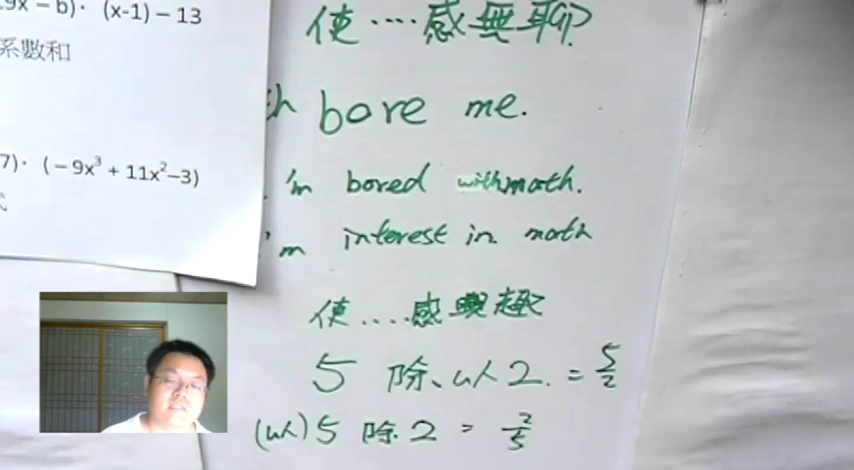 9x − b)· (x-1) − 13
系數和
7)· (−9x³ + 11x²−3)
使....感無聊
h bore me.
'm bored with math.
'm interest in math
使....感興趣
5 除以 2. = 5/2
(以) 5 除 2 = 2/5